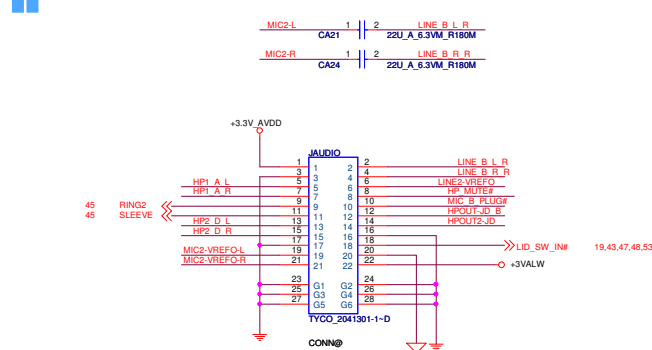 MIC2-L 1 2 LINE_B_L_R
CA21 22U_A_6.3VM_R180M
MIC2-R 1 2 LINE_B_R_R
CA24 22U_A_6.3VM_R180M
+3.3V_AVDD
JAUDIO
1 1 2 2 LINE_B_L_R
3 3 4 4 LINE_B_R_R
HP1_A_L 5 5 6 6 LINE2-VREFO
HP1_A_R 7 7 8 8 HP_MUTE#
45 RING2 9 9 10 10 MIC_B_PLUG#
45 SLEEVE 11 11 12 12 HPOUT-JD_B
HP2_D_L 13 13 14 14 HPOUT2-JD
HP2_D_R 15 15 16 16
17 17 18 18 LID_SW_IN# 19,43,47,48,53
MIC2-VREFO-L 19 19 20 20
MIC2-VREFO-R 21 21 22 22 +3VALW
23 G1 G2 24
25 G3 G4 26
27 G5 G6 28
TYCO_2041301-1~D
CONN@